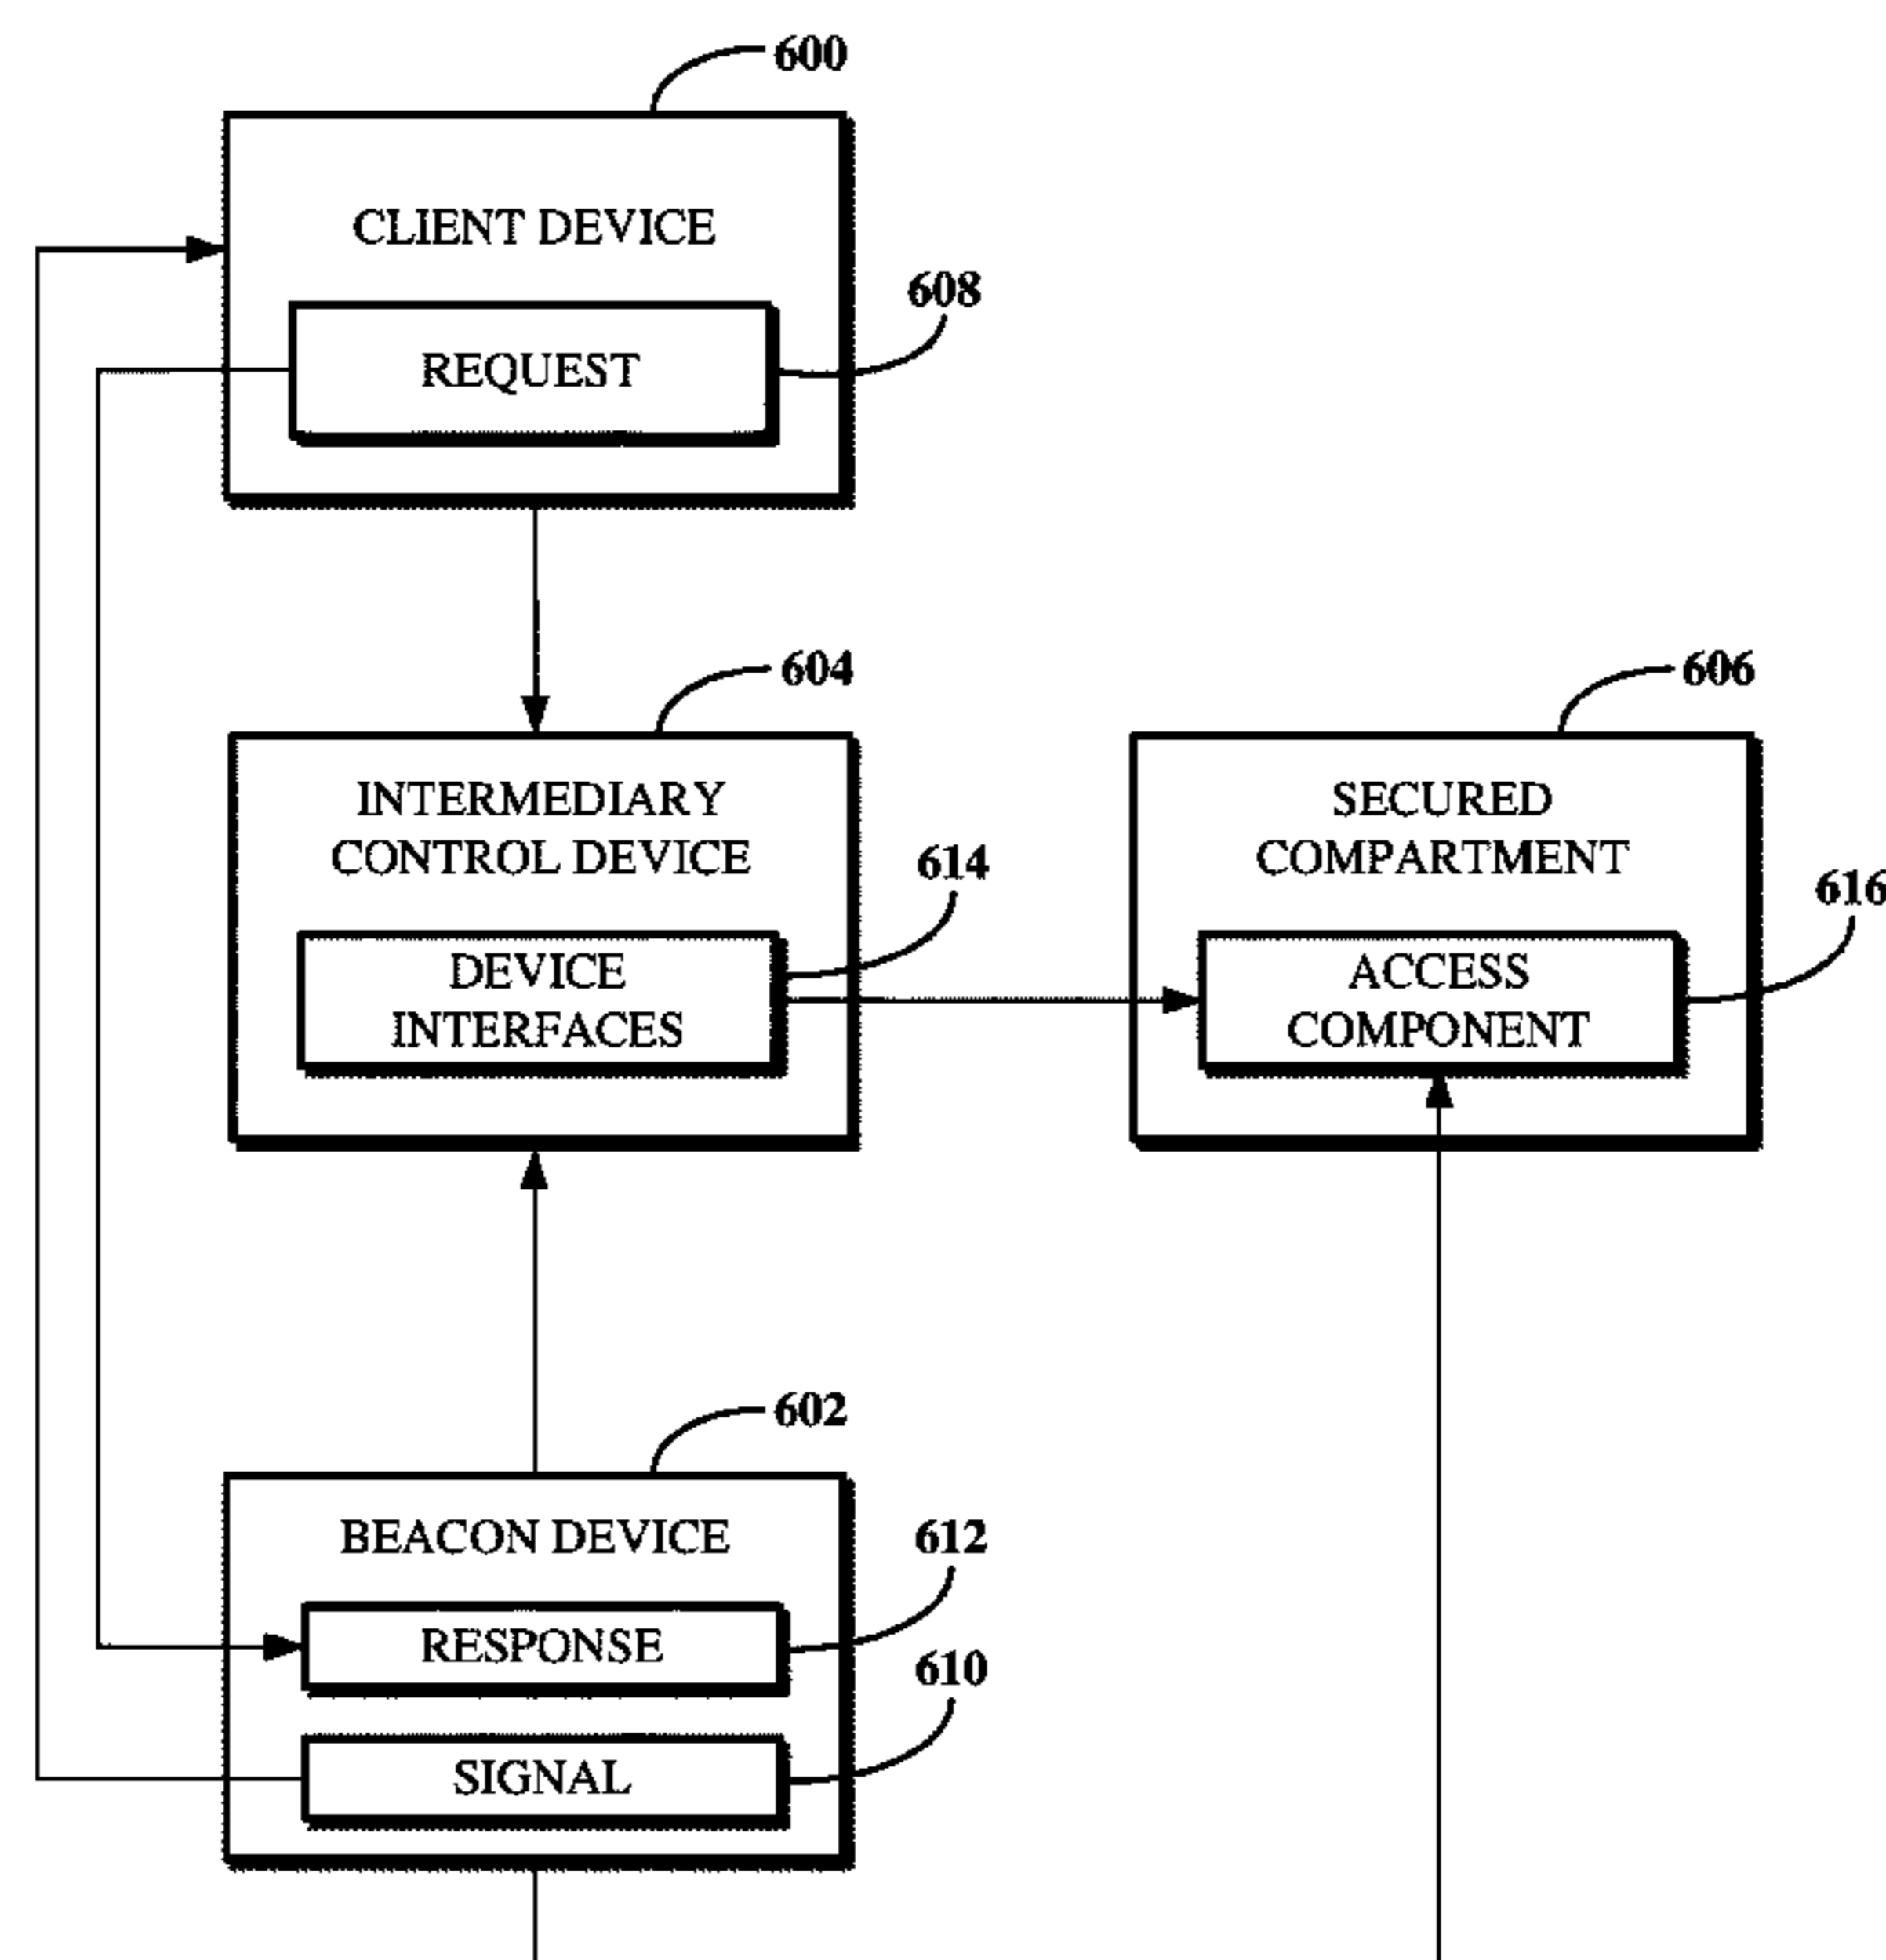 600
CLIENT DEVICE
608
REQUEST
604
606
INTERMEDIARY
CONTROL DEVICE
614
DEVICE
INTERFACES
SECURED
COMPARTMENT
616
ACCESS
COMPONENT
602
BEACON DEVICE
612
RESPONSE
610
SIGNAL